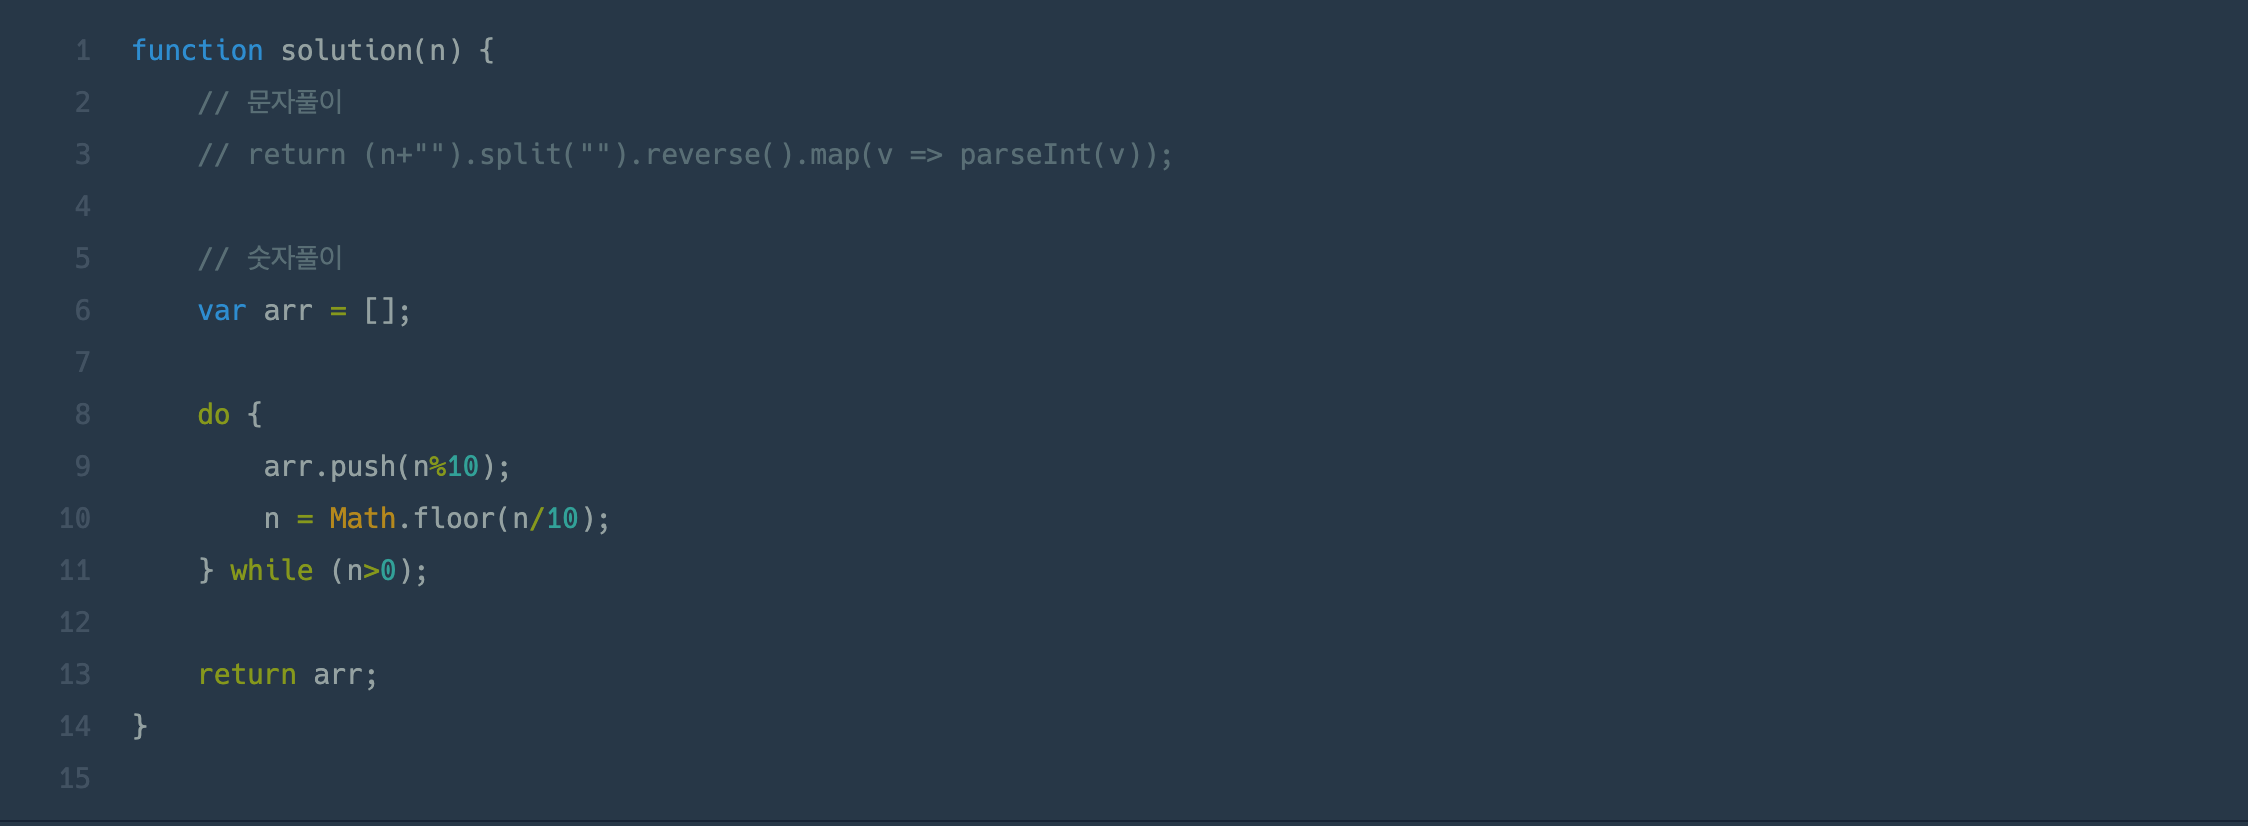 1 function solution(n) {
2 // 문자풀이
3 // return (n+"").split("").reverse().map(v => parseInt(v));
4
5 // 숫자풀이
6 var arr = [];
7
8 do {
9 arr.push(n%10);
10 n = Math.floor(n/10);
11 } while (n>0);
12
13 return arr;
14 }
15